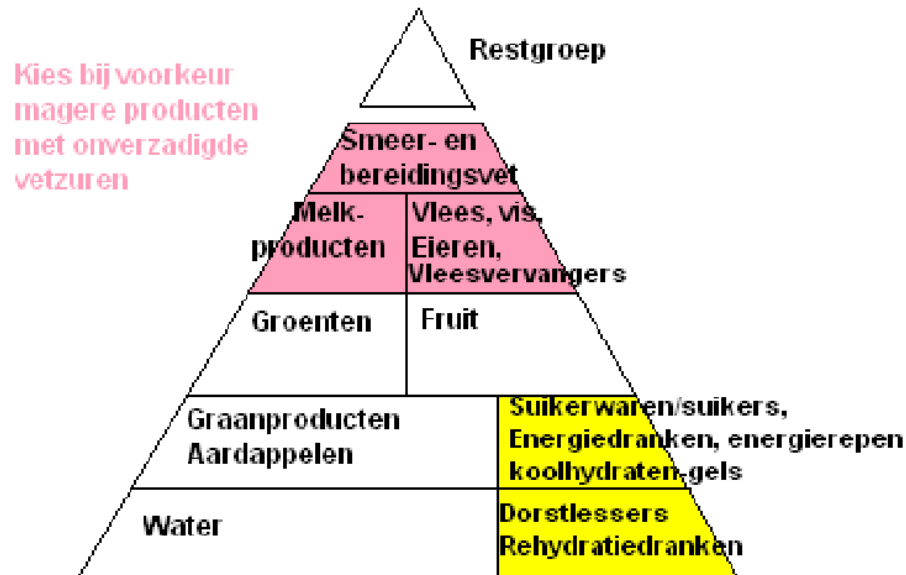 Restgroep
Kies bij voorkeur
magere producten
met onverzadigde
vetzuren
Smeer- en
bereidingsvet
Melk-
producten
Vlees, vis,
Eieren,
Vleesvervangers
Groenten
Fruit
Graanproducten
Aardappelen
Suikerwaren/suikers,
Energiedranken, energierepen
koolhydraten-gels
Water
Dorstlessers
Rehydratiedranken